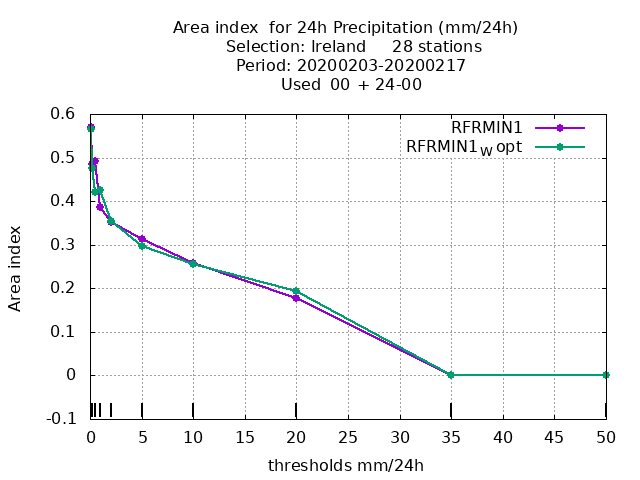 Area index  for 24h Precipitation (mm/24h)
Selection: Ireland     28 stations
Period: 20200203-20200217
Used  00 + 24-00
RFRMIN1
RFRMIN1W opt
0.6
0.5
0.4
0.3
0.2
0.1
0
-0.1
Area index
0 5 10 15 20 25 30 35 40 45 50
thresholds mm/24h